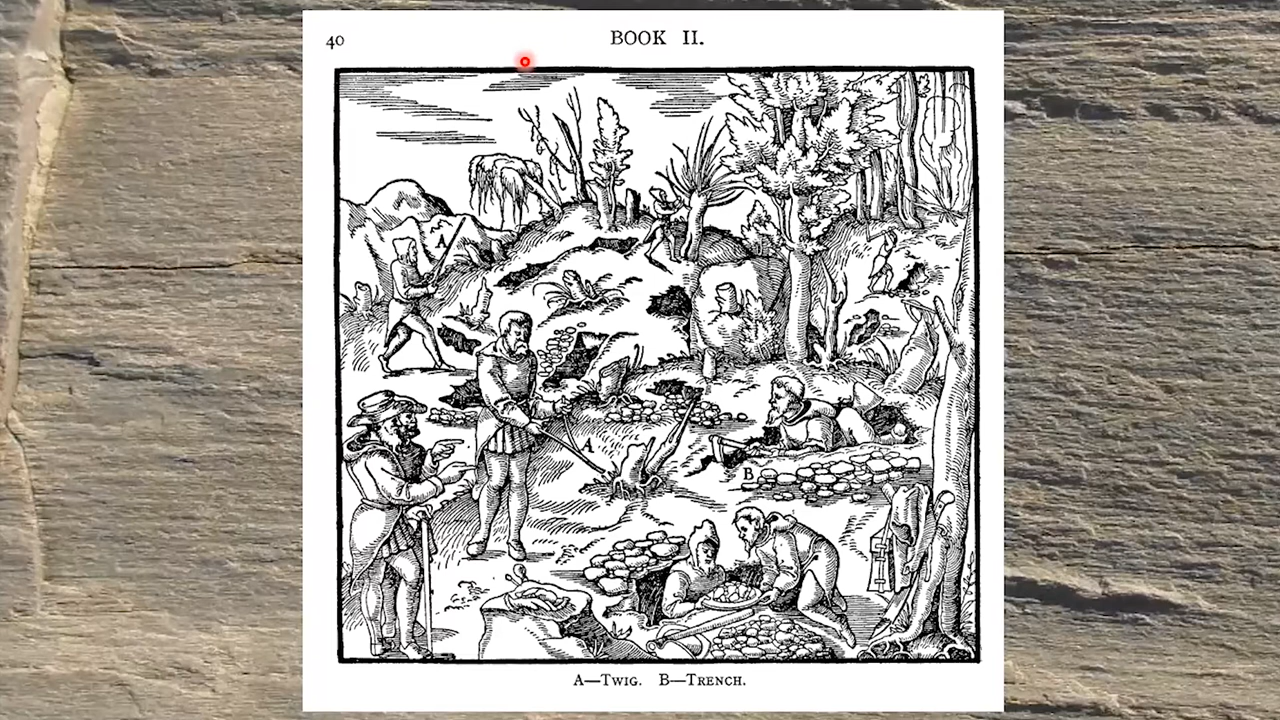 40
BOOK II.
A
A
B
A—TWIG. B—TRENCH.